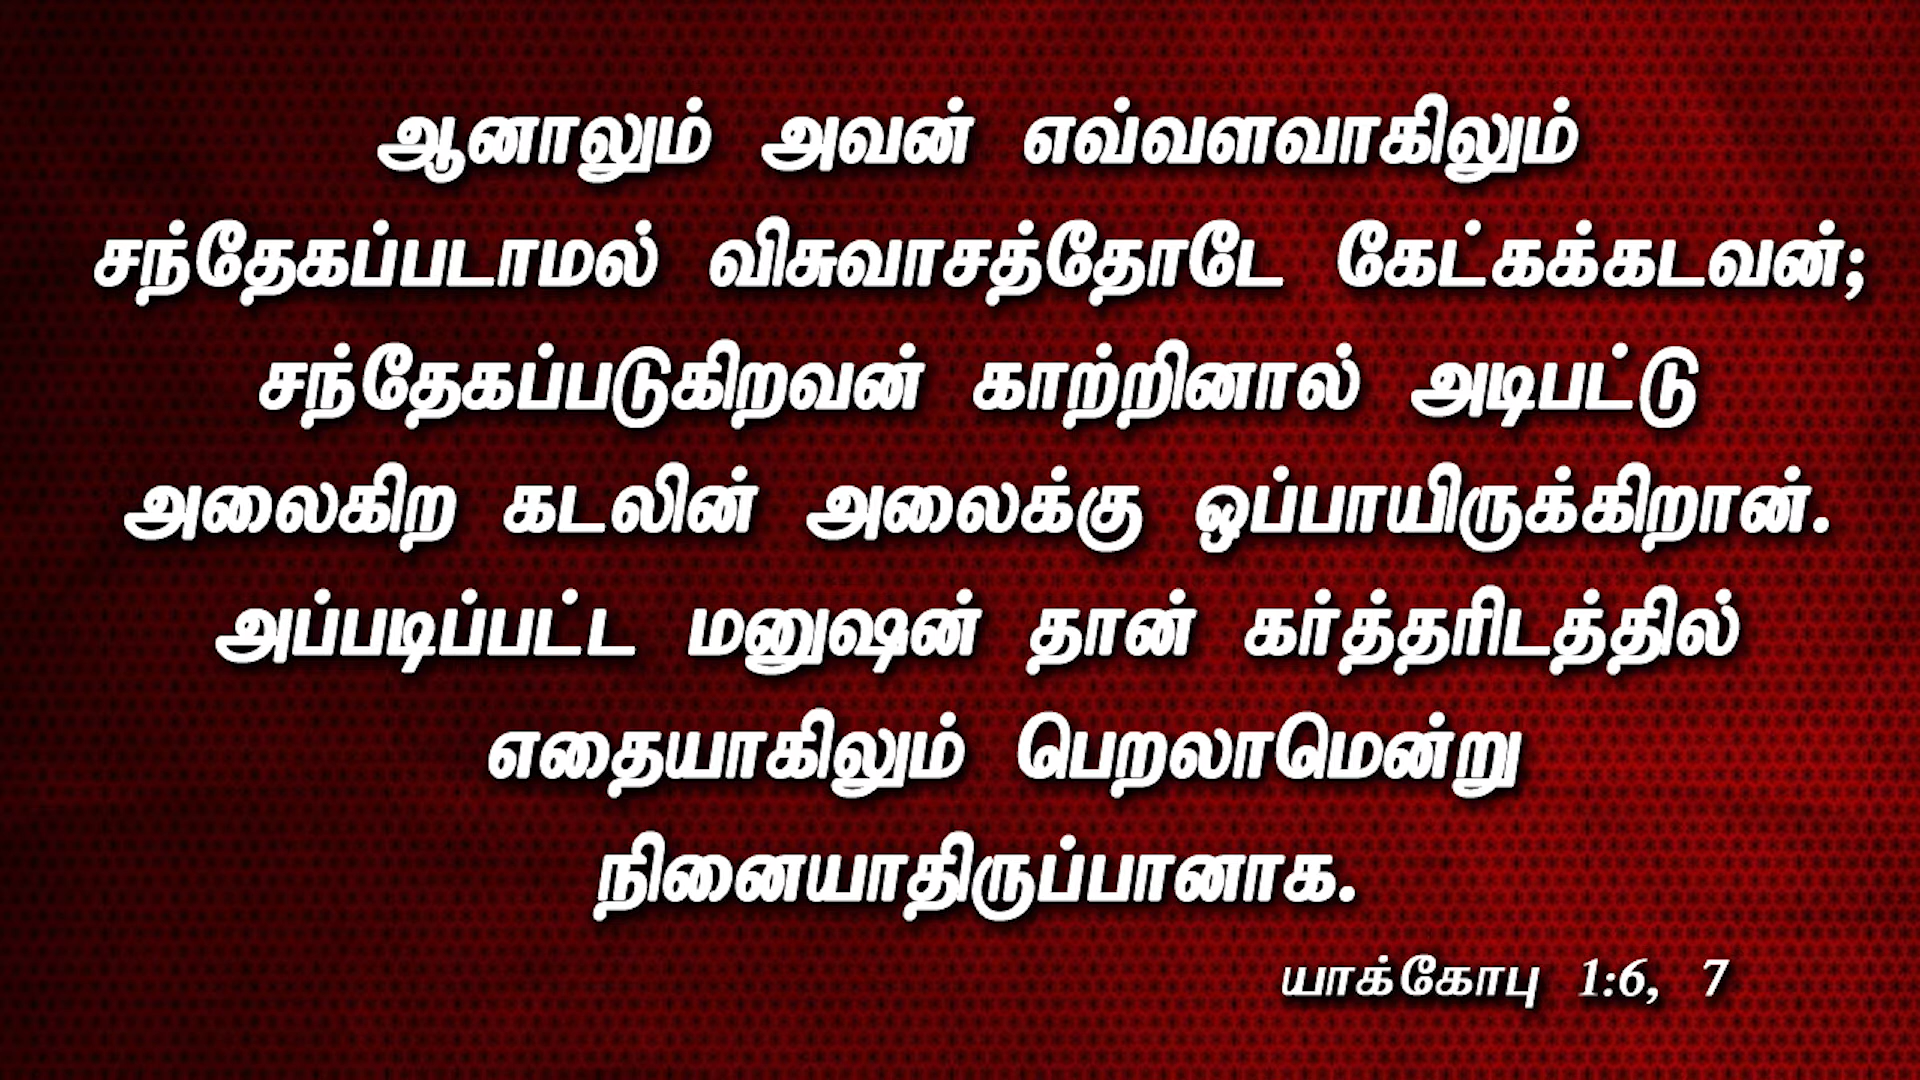 ஆனாலும் அவன் எவ்வளவாகிலும்
சந்தேகப்படாமல் விசுவாசத்தோடே கேட்கக்கடவன்;
சந்தேகப்படுகிறவன் காற்றினால் அடிபட்டு
அலைகிற கடலின் அலைக்கு ஒப்பாயிருக்கிறான்.
அப்படிப்பட்ட மனுஷன் தான் கர்த்தரிடத்தில்
எதையாகிலும் பெறலாமென்று
நினையாதிருப்பானாக.
யாக்கோபு 1:6, 7